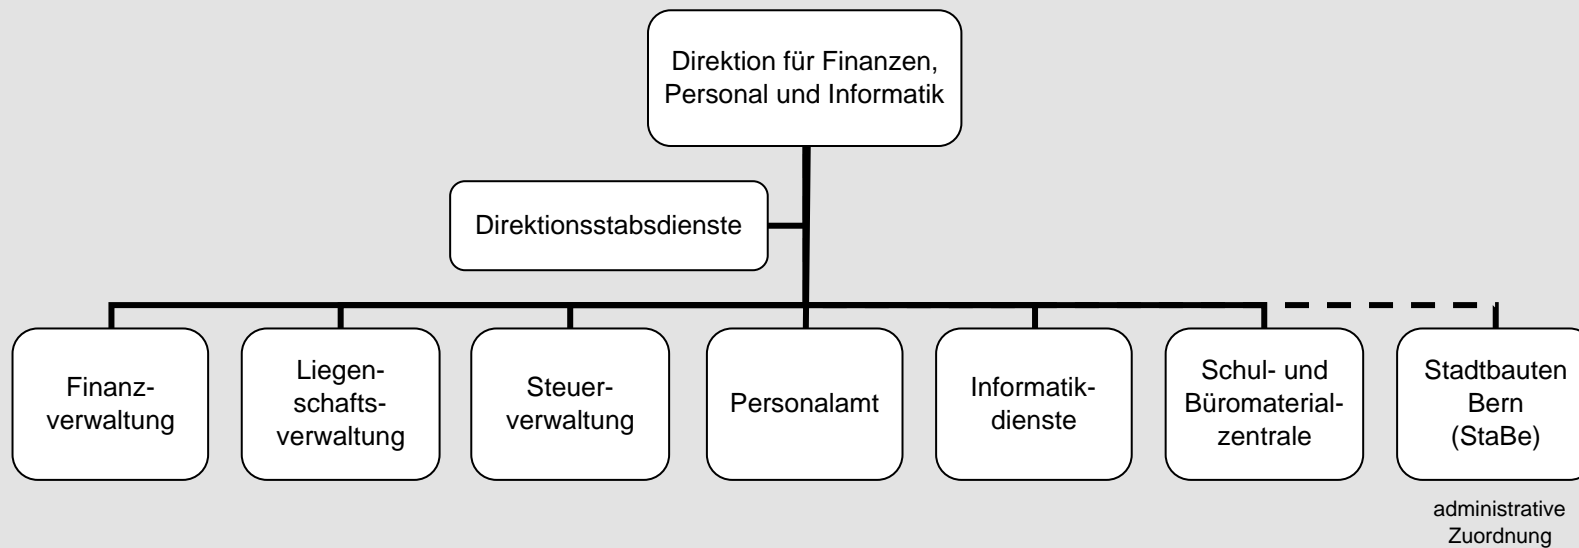 Direktion für Finanzen,
Personal und Informatik
Direktionsstabsdienste
Finanz-
verwaltung
Liegen-
schafts-
verwaltung
Steuer-
verwaltung
Personalamt
Informatik-
dienste
Schul- und
Büromaterial-
zentrale
Stadtbauten
Bern
(StaBe)
administrative
Zuordnung